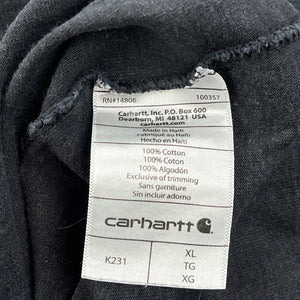 RN#14806 100357
Carhartt, Inc. P.O. Box 600
Dearborn, MI 48121 USA
carhartt.com
Made in Haiti
Fabriqué au Haïti
Hecho en Haití
100% Cotton
100% Coton
100% Algodón
Exclusive of trimming
Sans garniture
Sin incluir adorno
carhartt
K231
XL
TG
XG